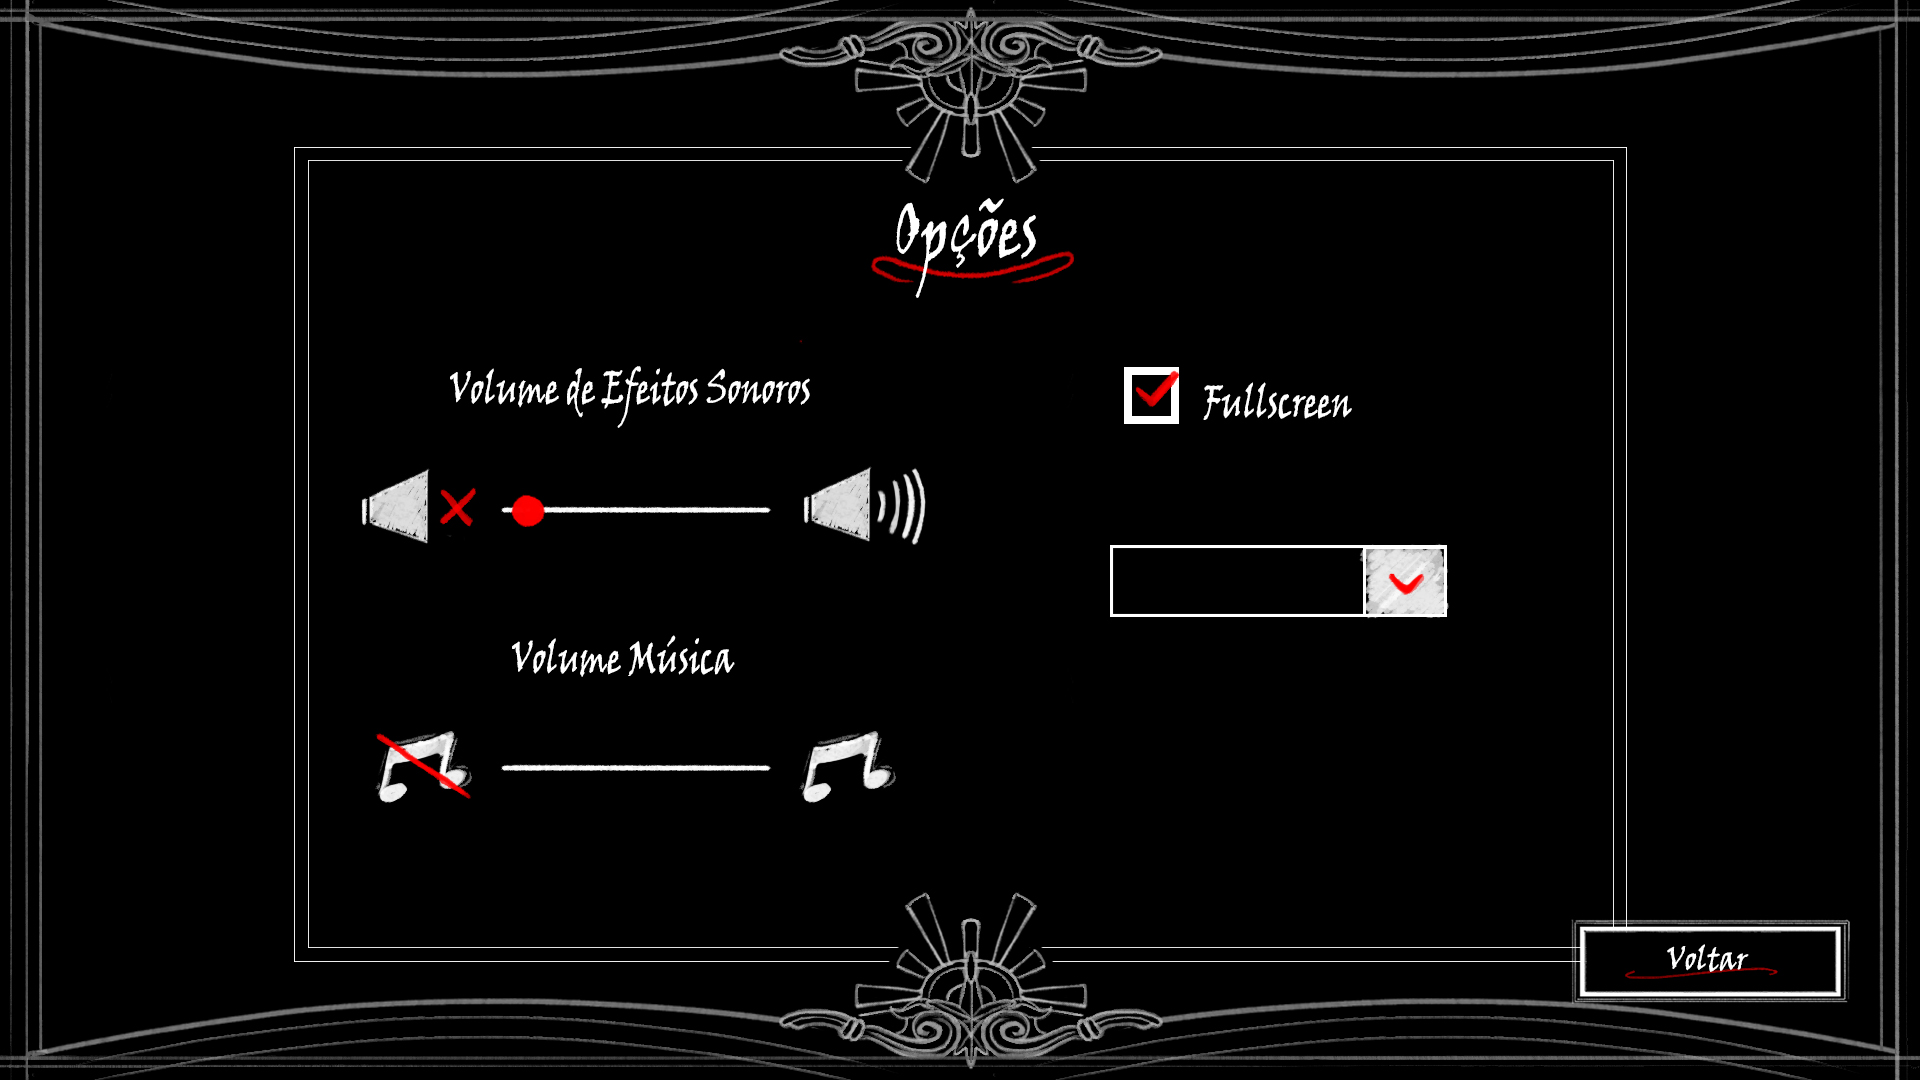 Opções
Volume de Efeitos Sonoros
Fullscreen
Volume Música
Voltar